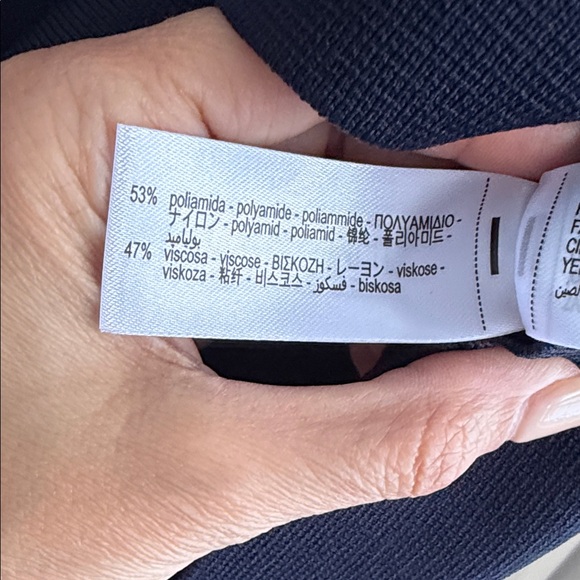 53% poliamida - polyamide - poliammide - ΠΟΛΥΑΜΙΔΙΟ -
ナイロン - polyamid - poliamid - 锦纶 - 폴리아미드 -
بولياميد
47% viscosa - viscose - ΒΙΣΚΟΖΗ - レーヨン - viskose -
viskoza - 粘纤 - 비스코스 - فسكوز - biskosa